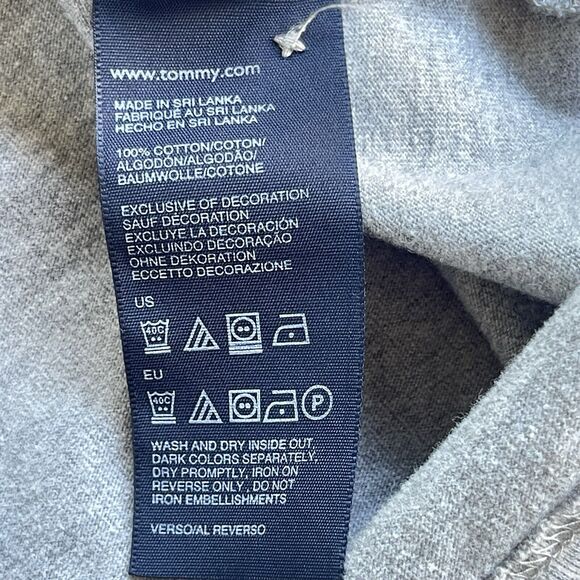 www.tommy.com
MADE IN SRI LANKA
FABRIQUÉ AU SRI LANKA
HECHO EN SRI LANKA
100% COTTON/COTON/
ALGODÓN/ALGODÃO/
BAUMWOLLE/COTONE
EXCLUSIVE OF DECORATION
SAUF DÉCORATION
EXCLUYE LA DECORACIÓN
EXCLUINDO DECORAÇÃO
OHNE DEKORATION
ECCETTO DECORAZIONE
US
40C
EU
40C P
WASH AND DRY INSIDE OUT,
DARK COLORS SEPARATELY,
DRY PROMPTLY, IRON ON
REVERSE ONLY, DO NOT
IRON EMBELLISHMENTS
VERSO/AL REVERSO